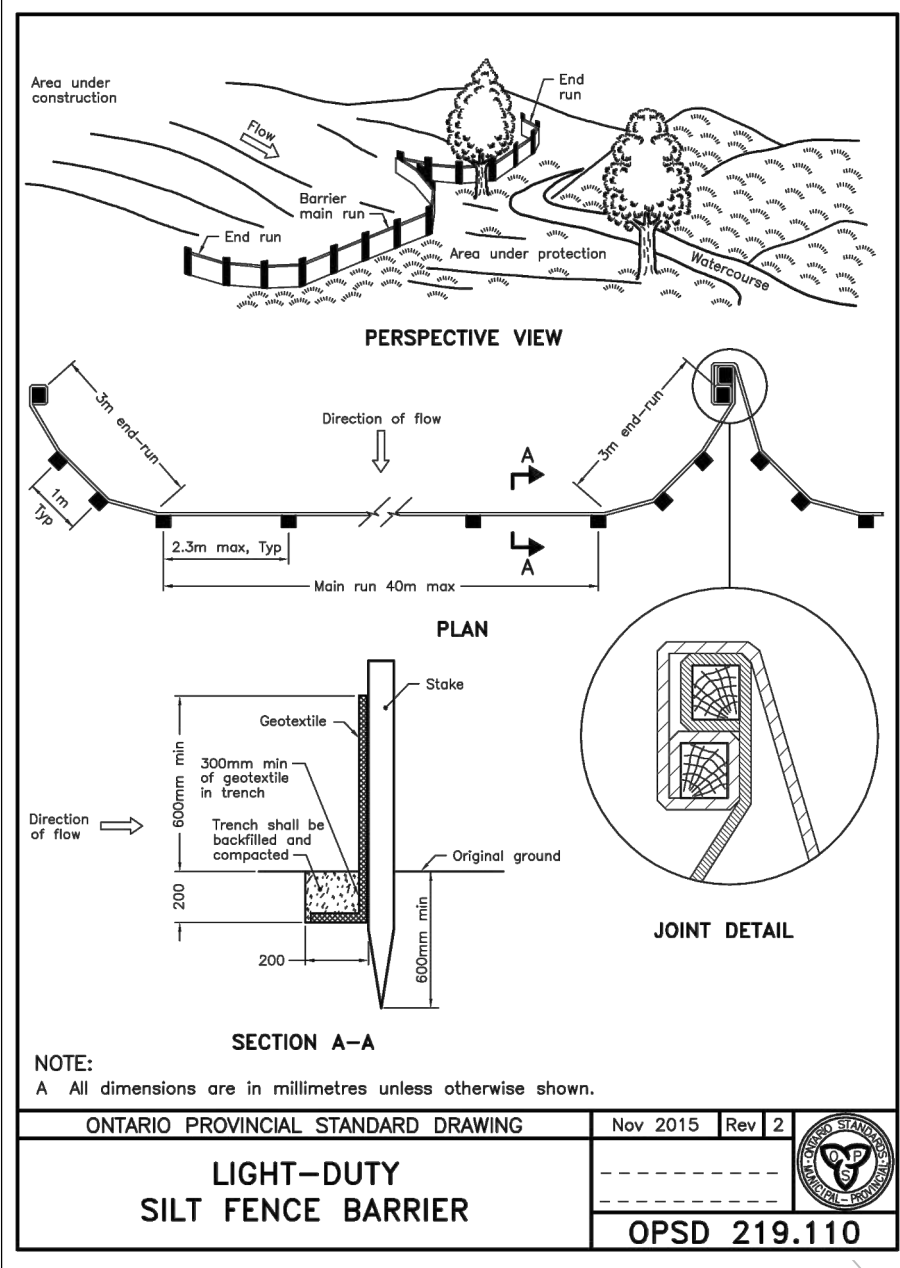 Area under
construction
Flow
End
run
Barrier
main run
End run
Area under protection
Watercourse
PERSPECTIVE VIEW
3m end-run
Direction of flow
3m end-run
A
1m
Typ
2.3m max, Typ
A
Main run 40m max
PLAN
Stake
Geotextile
600mm min
300mm min
of geotextile
in trench
Direction
of flow
Trench shall be
backfilled and
compacted
Original ground
200
200
600mm min
JOINT DETAIL
SECTION A-A
NOTE:
A All dimensions are in millimetres unless otherwise shown.
ONTARIO PROVINCIAL STANDARD DRAWING
Nov 2015 Rev 2
LIGHT-DUTY
SILT FENCE BARRIER
ONTARIO STANDARDS
MUNICIPAL-PROVINCIAL
OPS
OPSD 219.110